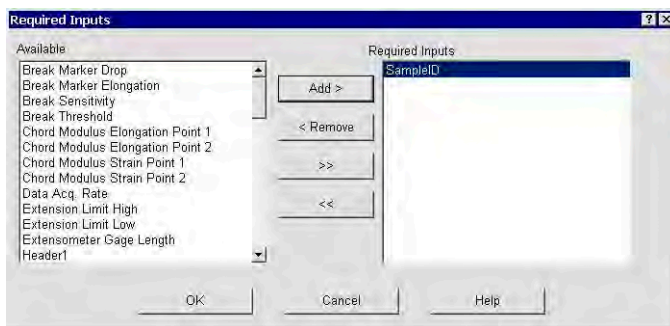 Required Inputs
Available
Break Marker Drop
Break Marker Elongation
Break Sensitivity
Break Threshold
Chord Modulus Elongation Point 1
Chord Modulus Elongation Point 2
Chord Modulus Strain Point 1
Chord Modulus Strain Point 2
Data Acq. Rate
Extension Limit High
Extension Limit Low
Extensometer Gage Length
Header1
Add >
< Remove
>>
<<
Required Inputs
SampleID
OK
Cancel
Help